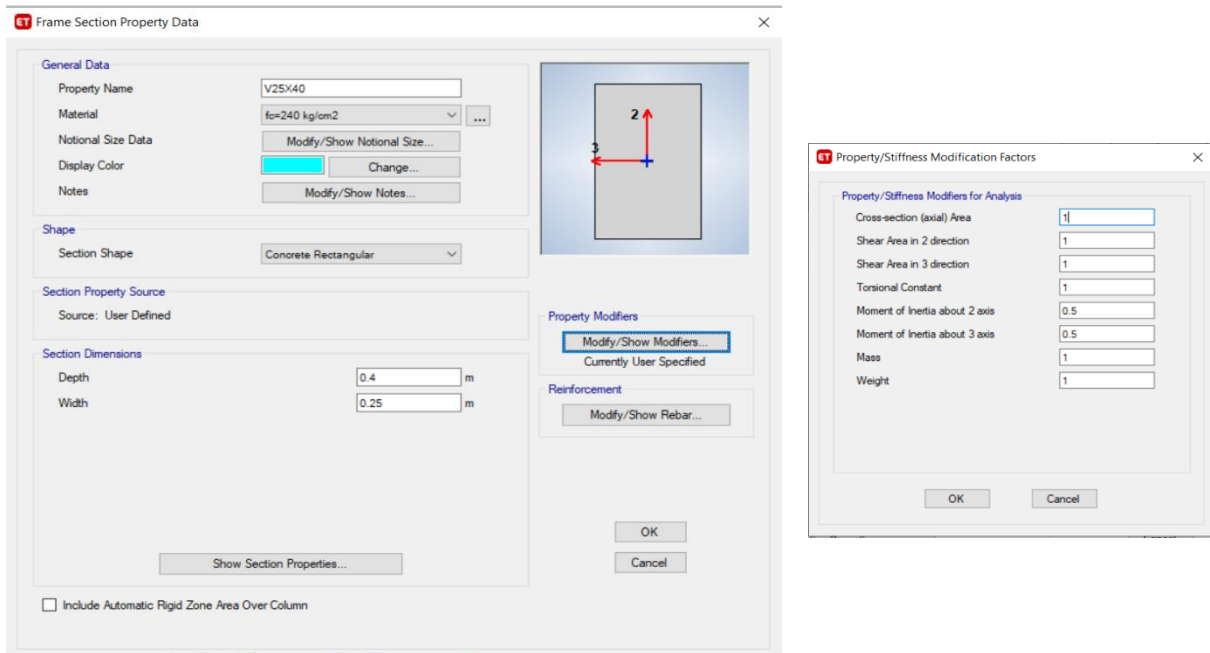 ET Frame Section Property Data
General Data
Property Name V25X40
Material fc=240 kg/cm2 ...
Notional Size Data Modify/Show Notional Size...
Display Color Change...
Notes Modify/Show Notes...
Shape
Section Shape Concrete Rectangular
Section Property Source
Source: User Defined
Section Dimensions
Depth 0.4 m
Width 0.25 m
Show Section Properties...
Include Automatic Rigid Zone Area Over Column
2
3
Property Modifiers
Modify/Show Modifiers...
Currently User Specified
Reinforcement
Modify/Show Rebar...
OK
Cancel
ET Property/Stiffness Modification Factors
Property/Stiffness Modifiers for Analysis
Cross-section (axial) Area 1
Shear Area in 2 direction 1
Shear Area in 3 direction 1
Torsional Constant 1
Moment of Inertia about 2 axis 0.5
Moment of Inertia about 3 axis 0.5
Mass 1
Weight 1
OK Cancel